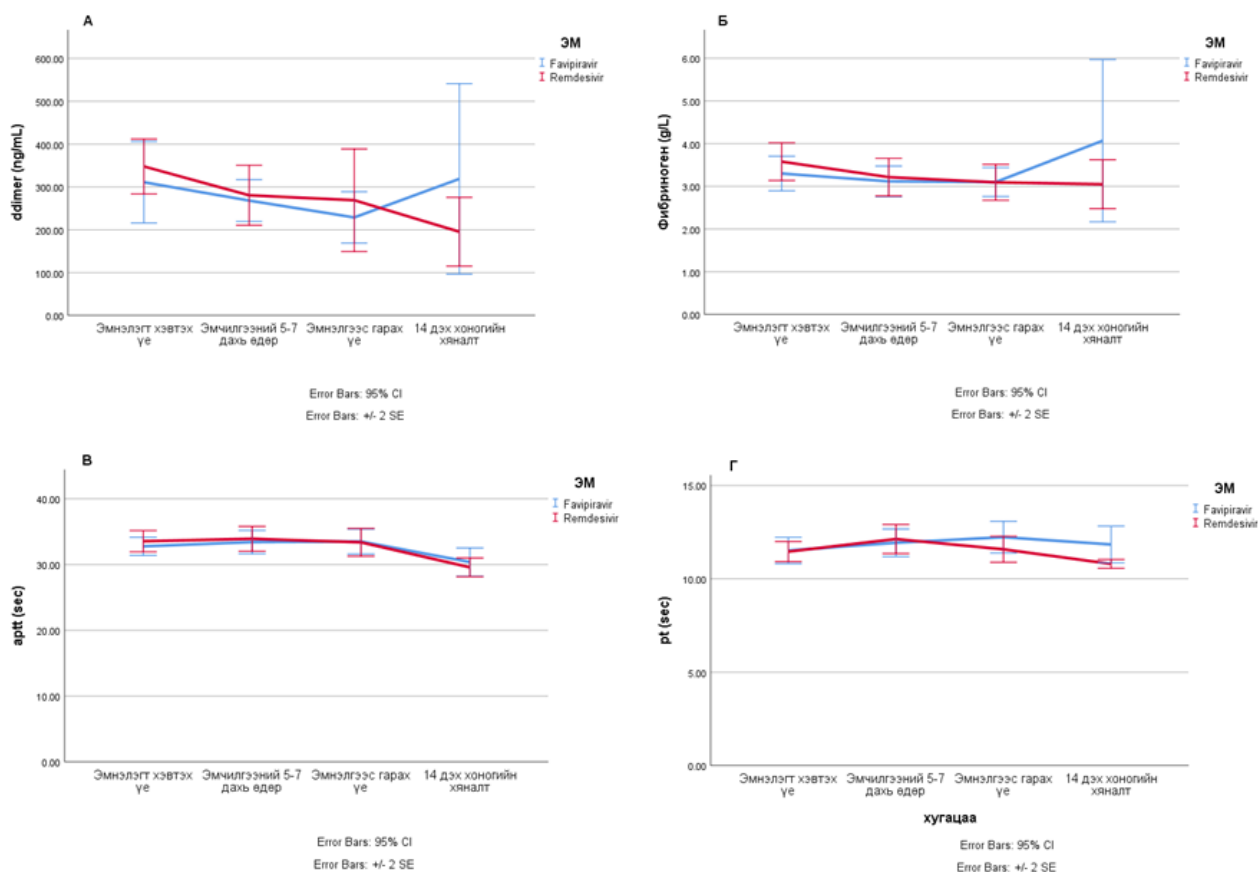 А
ЭМ
Favipiravir
Remdesivir
ddimer (ng/mL)
600.00
500.00
400.00
300.00
200.00
100.00
0.00
Эмнэлэгт хэвтэх үе
Эмчилгээний 5-7 дахь өдөр
Эмнэлгээс гарах үе
14 дэх хоногийн хяналт
Error Bars: 95% CI
Error Bars: +/- 2 SE
Б
ЭМ
Favipiravir
Remdesivir
Фибриноген (g/L)
6.00
5.00
4.00
3.00
2.00
1.00
0.00
Эмнэлэгт хэвтэх үе
Эмчилгээний 5-7 дахь өдөр
Эмнэлгээс гарах үе
14 дэх хоногийн хяналт
Error Bars: 95% CI
Error Bars: +/- 2 SE
В
ЭМ
Favipiravir
Remdesivir
aptt (sec)
40.00
30.00
20.00
10.00
0.00
Эмнэлэгт хэвтэх үе
Эмчилгээний 5-7 дахь өдөр
Эмнэлгээс гарах үе
14 дэх хоногийн хяналт
Error Bars: 95% CI
Error Bars: +/- 2 SE
Г
ЭМ
Favipiravir
Remdesivir
pt (sec)
15.00
10.00
5.00
0.00
Эмнэлэгт хэвтэх үе
Эмчилгээний 5-7 дахь өдөр
Эмнэлгээс гарах үе
14 дэх хоногийн хяналт
хугацаа
Error Bars: 95% CI
Error Bars: +/- 2 SE